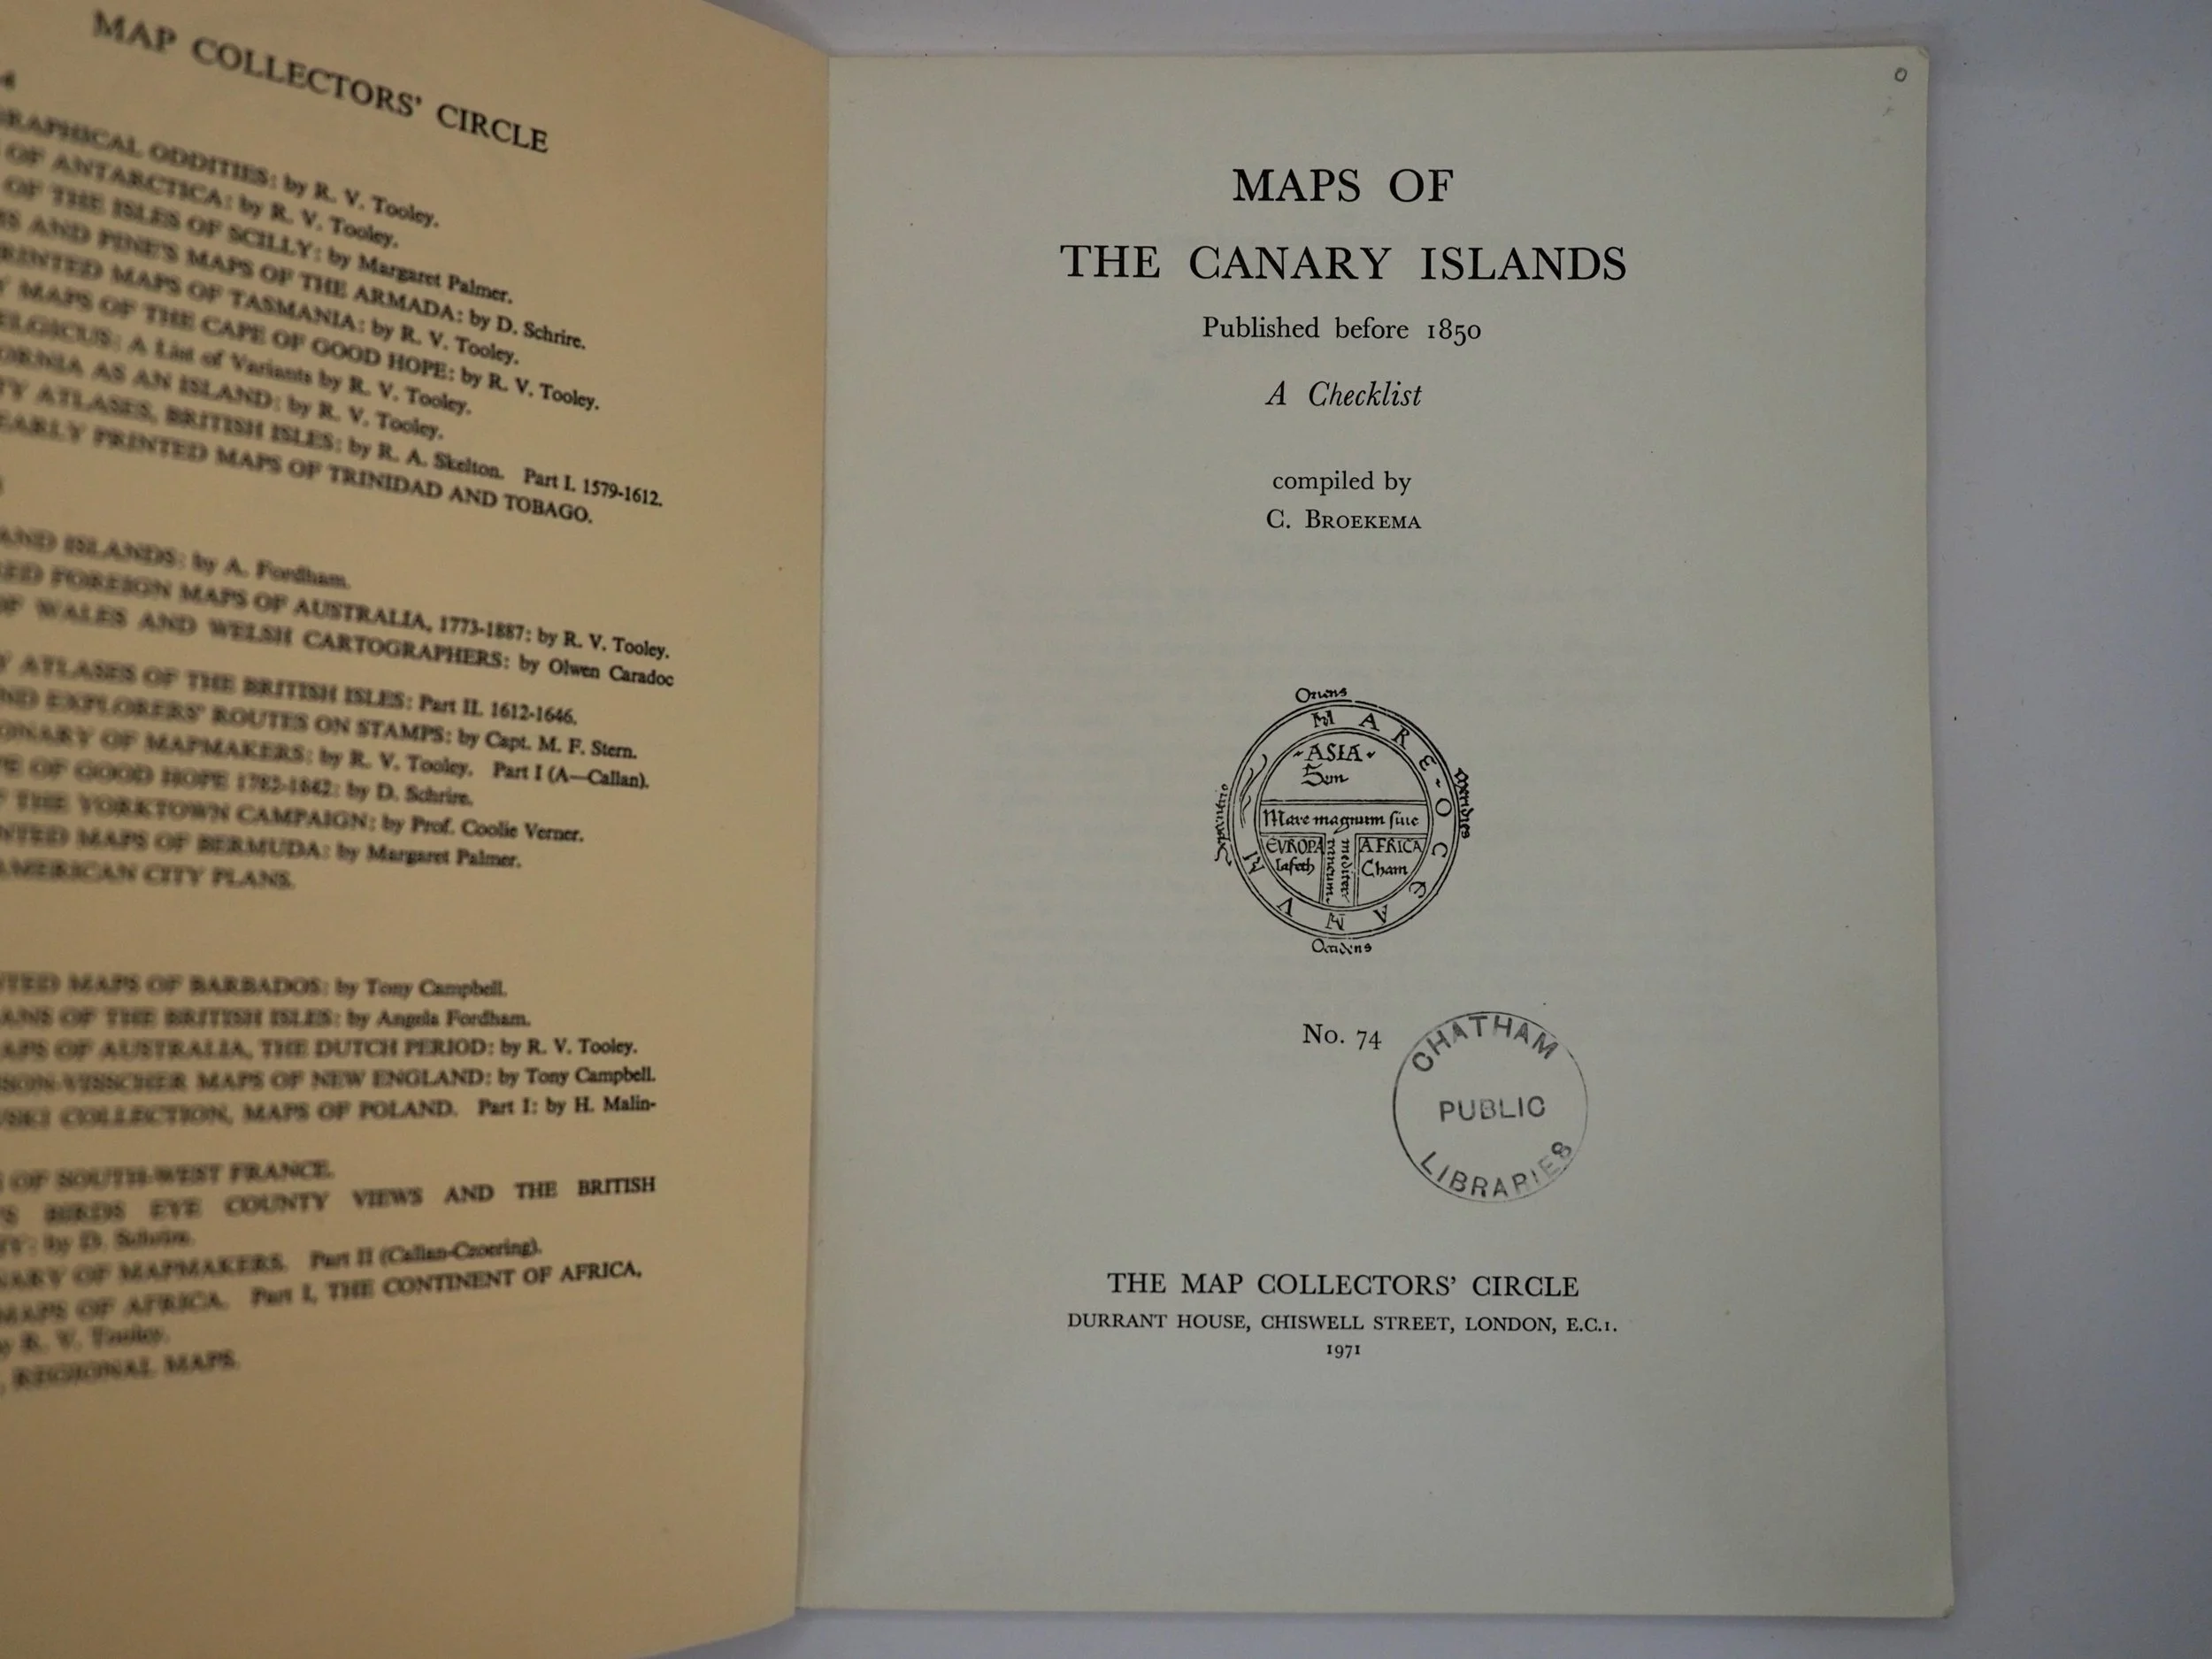 MAP COLLECTORS' CIRCLE
4
GRAPHICAL ODDITIES: by R. V. Tooley.
OF ANTARCTICA: by R. V. Tooley.
OF THE ISLES OF SCILLY: by Margaret Palmer.
AND PINE'S MAPS OF THE ARMADA: by D. Schrire.
RINTED MAPS OF TASMANIA: by R. V. Tooley.
Y MAPS OF THE CAPE OF GOOD HOPE: by R. V. Tooley.
ELGICUS: A List of Variants by R. V. Tooley.
ORNIA AS AN ISLAND: by R. V. Tooley.
TY ATLASES, BRITISH ISLES: by R. A. Skelton. Part I. 1579-1612.
EARLY PRINTED MAPS OF TRINIDAD AND TOBAGO.
AND ISLANDS: by A. Fordham.
ED FOREIGN MAPS OF AUSTRALIA, 1773-1887: by R. V. Tooley.
OF WALES AND WELSH CARTOGRAPHERS: by Olwen Caradoc
Y ATLASES OF THE BRITISH ISLES: Part II. 1612-1646.
ND EXPLORERS' ROUTES ON STAMPS: by Capt. M. F. Stern.
ONARY OF MAPMAKERS; by R. V. Tooley. Part I (A—Callan).
PE OF GOOD HOPE 1782-1842: by D. Schrire.
THE YORKTOWN CAMPAIGN; by Prof. Coolie Verner.
NTED MAPS OF BERMUDA: by Margaret Palmer.
AMERICAN CITY PLANS.
TED MAPS OF BARBADOS: by Tony Campbell.
ANS OF THE BRITISH ISLES: by Angela Fordham.
APS OF AUSTRALIA, THE DUTCH PERIOD: by R. V. Tooley.
SON-VISSCHER MAPS OF NEW ENGLAND: by Tony Campbell.
SKI COLLECTION, MAPS OF POLAND. Part I: by H. Malin-
OF SOUTH-WEST FRANCE.
'S BIRDS EYE COUNTY VIEWS AND THE BRITISH
TY: by D. Schrire.
NARY OF MAPMAKERS. Part II (Callan-Czoering).
MAPS OF AFRICA. Part I, THE CONTINENT OF AFRICA,
y R. V. Tooley.
, REGIONAL MAPS.
MAPS OF
THE CANARY ISLANDS
Published before 1850
A Checklist
compiled by
C. BROEKEMA
Oriens
MARE OCEANVM
ASIA
Sem
Septentrio
Meridies
Mare magnum siue
EVROPA
Iafeth
mediterraneum
AFRICA
Cham
Occidens
No. 74
CHATHAM
PUBLIC
LIBRARIES
THE MAP COLLECTORS' CIRCLE
DURRANT HOUSE, CHISWELL STREET, LONDON, E.C.1.
1971